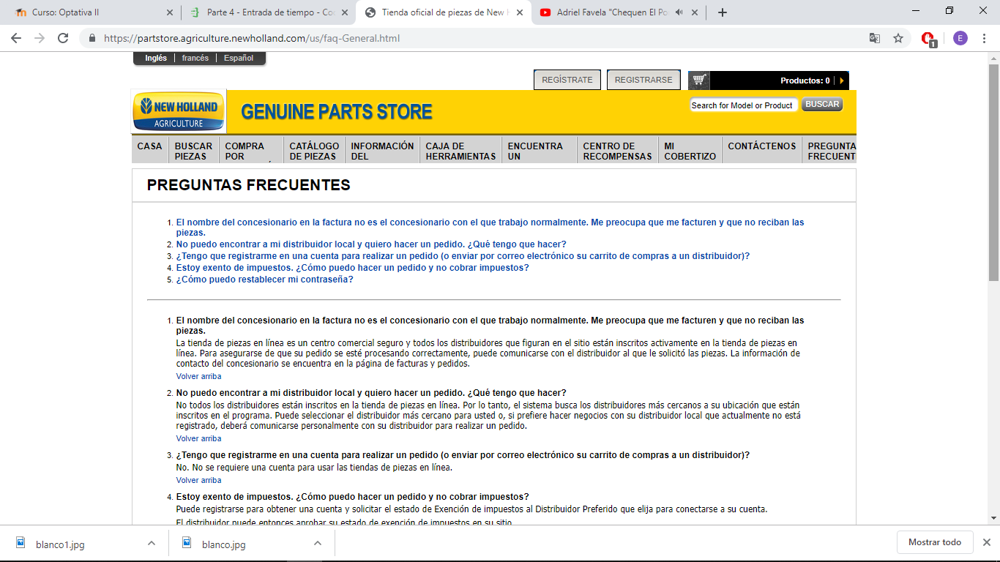 Curso: Optativa II
Parte 4 - Entrada de tiempo - Co
Tienda oficial de piezas de New H
Adriel Favela "Chequen El Po
https://partstore.agriculture.newholland.com/us/faq-General.html
1
E
Inglés | francés | Español
REGÍSTRATE
REGISTRARSE
Productos: 0
NEW HOLLAND
AGRICULTURE
GENUINE PARTS STORE
Search for Model or Product
BUSCAR
CASA
BUSCAR
PIEZAS
COMPRA
POR
CATÁLOGO
DE PIEZAS
INFORMACIÓN
DEL
CAJA DE
HERRAMIENTAS
ENCUENTRA
UN
CENTRO DE
RECOMPENSAS
MI
COBERTIZO
CONTÁCTENOS
PREGUNTA
FRECUENT
PREGUNTAS FRECUENTES
1. El nombre del concesionario en la factura no es el concesionario con el que trabajo normalmente. Me preocupa que me facturen y que no reciban las
piezas.
2. No puedo encontrar a mi distribuidor local y quiero hacer un pedido. ¿Qué tengo que hacer?
3. ¿Tengo que registrarme en una cuenta para realizar un pedido (o enviar por correo electrónico su carrito de compras a un distribuidor)?
4. Estoy exento de impuestos. ¿Cómo puedo hacer un pedido y no cobrar impuestos?
5. ¿Cómo puedo restablecer mi contraseña?
1. El nombre del concesionario en la factura no es el concesionario con el que trabajo normalmente. Me preocupa que me facturen y que no reciban las
piezas.
La tienda de piezas en línea es un centro comercial seguro y todos los distribuidores que figuran en el sitio están inscritos activamente en la tienda de piezas en
línea. Para asegurarse de que su pedido se esté procesando correctamente, puede comunicarse con el distribuidor al que le solicitó las piezas. La información de
contacto del concesionario se encuentra en la página de facturas y pedidos.
Volver arriba
2. No puedo encontrar a mi distribuidor local y quiero hacer un pedido. ¿Qué tengo que hacer?
No todos los distribuidores están inscritos en la tienda de piezas en línea. Por lo tanto, el sistema busca los distribuidores más cercanos a su ubicación que están
inscritos en el programa. Puede seleccionar el distribuidor más cercano para usted o, si prefiere hacer negocios con su distribuidor local que actualmente no está
registrado, deberá comunicarse personalmente con su distribuidor para realizar un pedido.
Volver arriba
3. ¿Tengo que registrarme en una cuenta para realizar un pedido (o enviar por correo electrónico su carrito de compras a un distribuidor)?
No. No se requiere una cuenta para usar las tiendas de piezas en línea.
Volver arriba
4. Estoy exento de impuestos. ¿Cómo puedo hacer un pedido y no cobrar impuestos?
Puede registrarse para obtener una cuenta y solicitar el estado de Exención de impuestos al Distribuidor Preferido que elija para conectarse a su cuenta.
El distribuidor puede entonces aprobar su estado de exención de impuestos en su sitio
blanco1.jpg
blanco.jpg
Mostrar todo